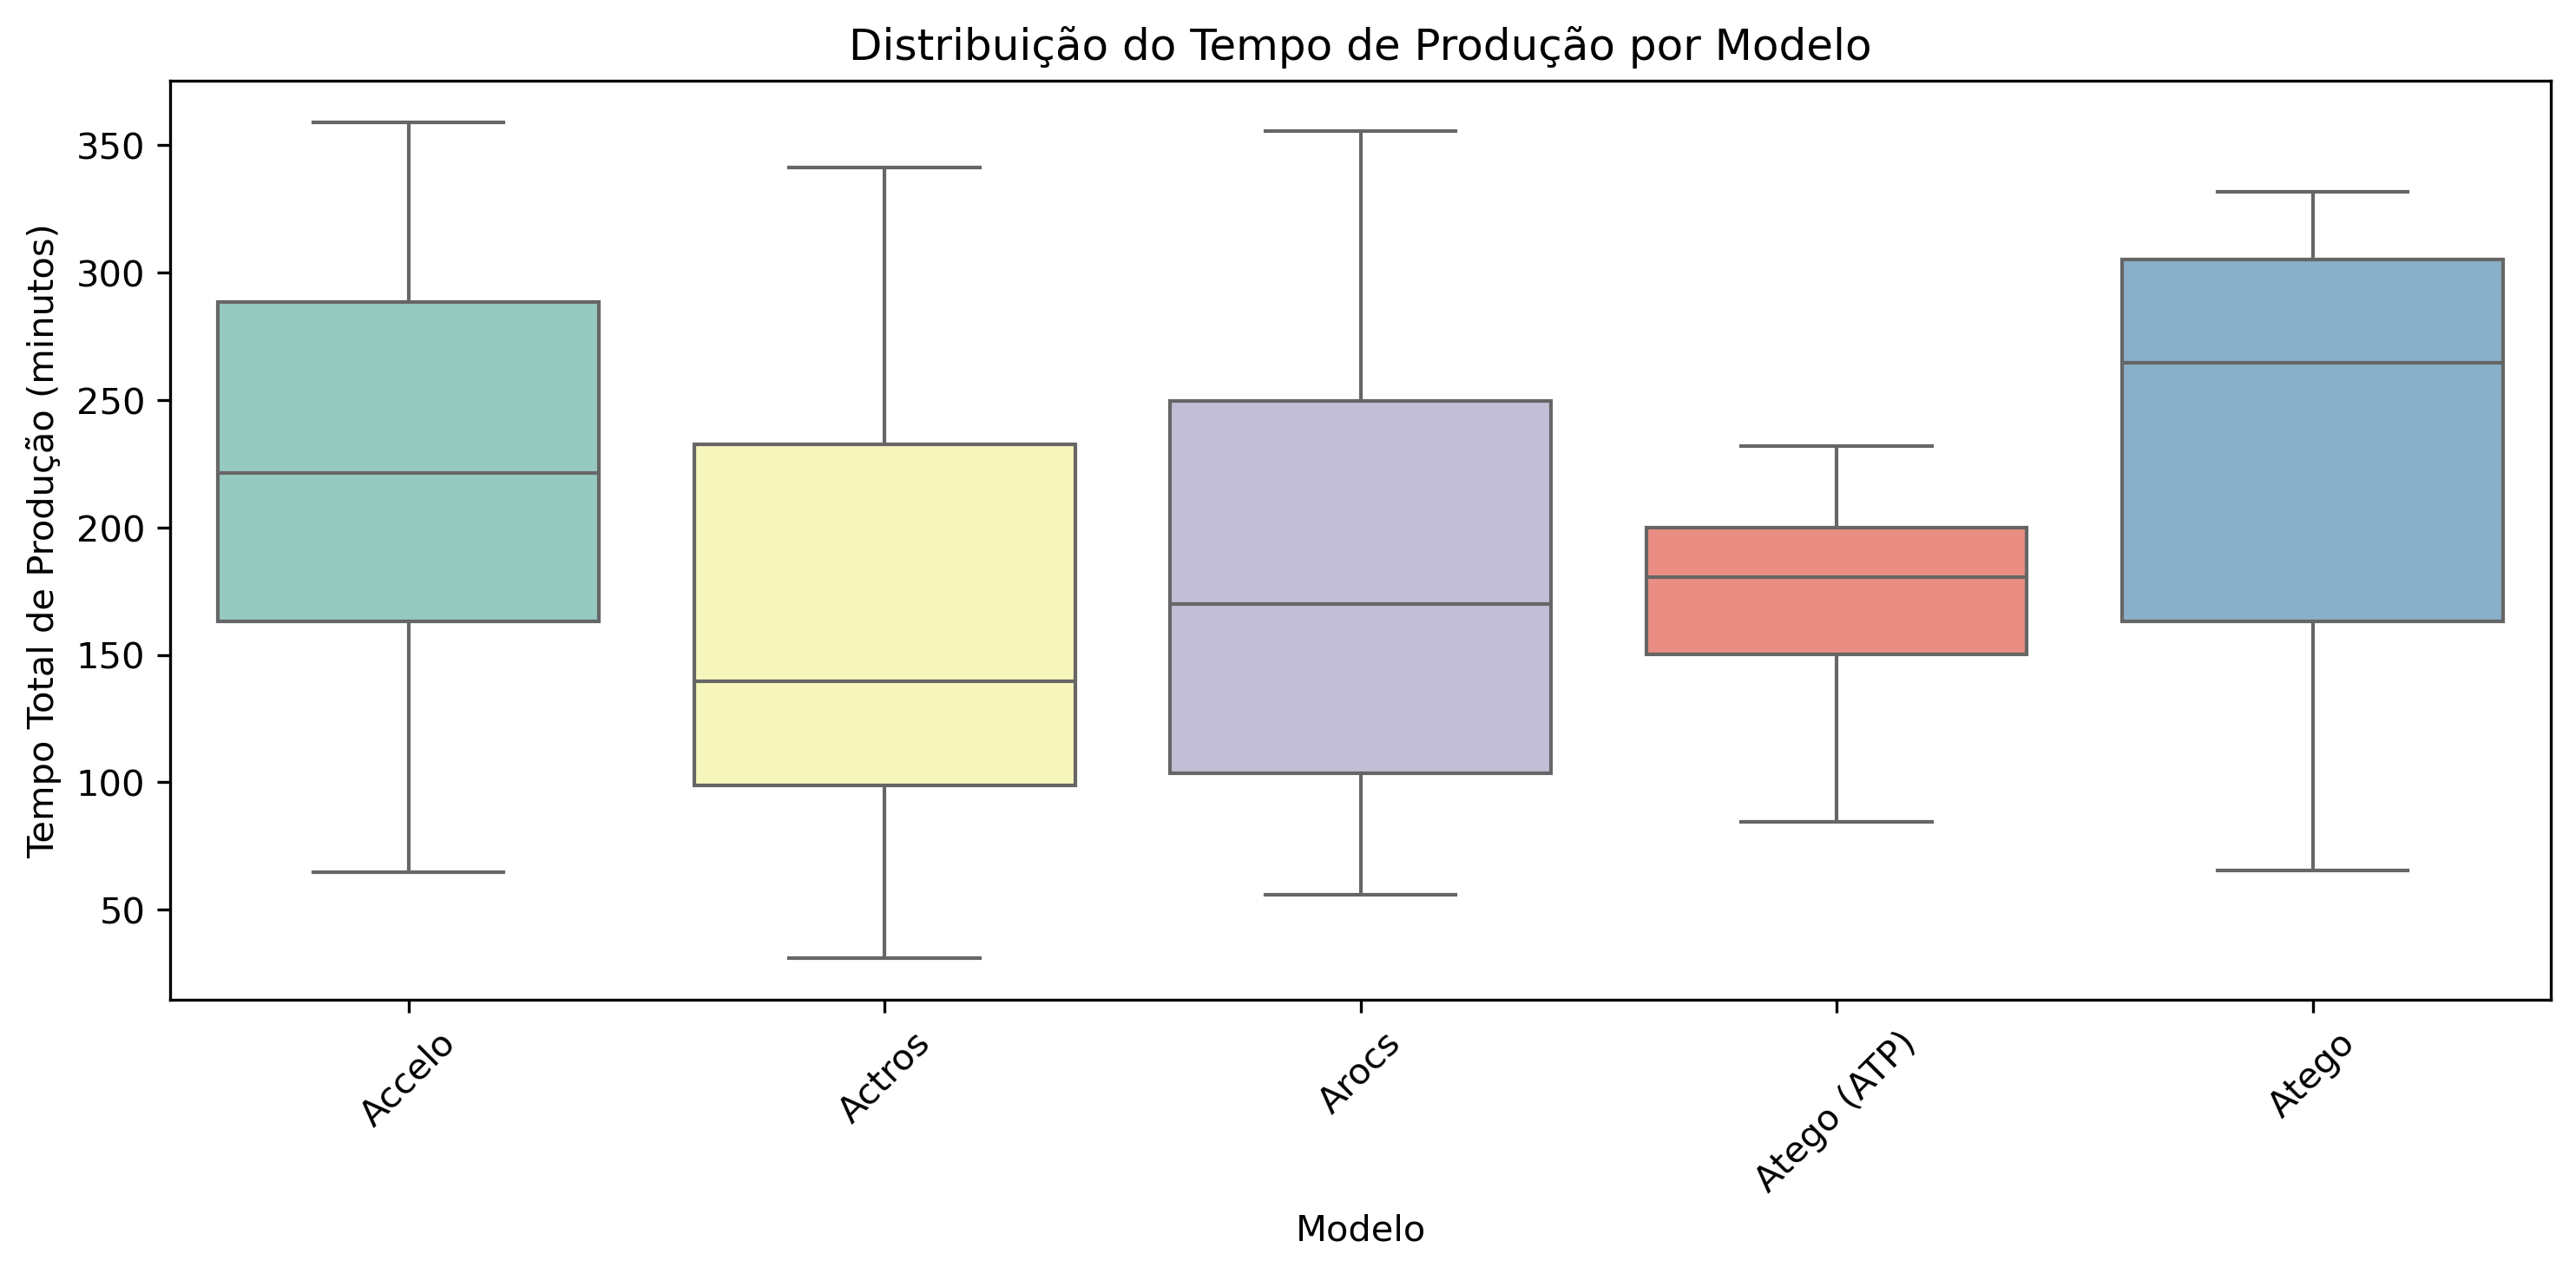 Distribuição do Tempo de Produção por Modelo
Tempo Total de Produção (minutos)
350
300
250
200
150
100
50
Accelo
Actros
Arocs
Atego (ATP)
Atego
Modelo